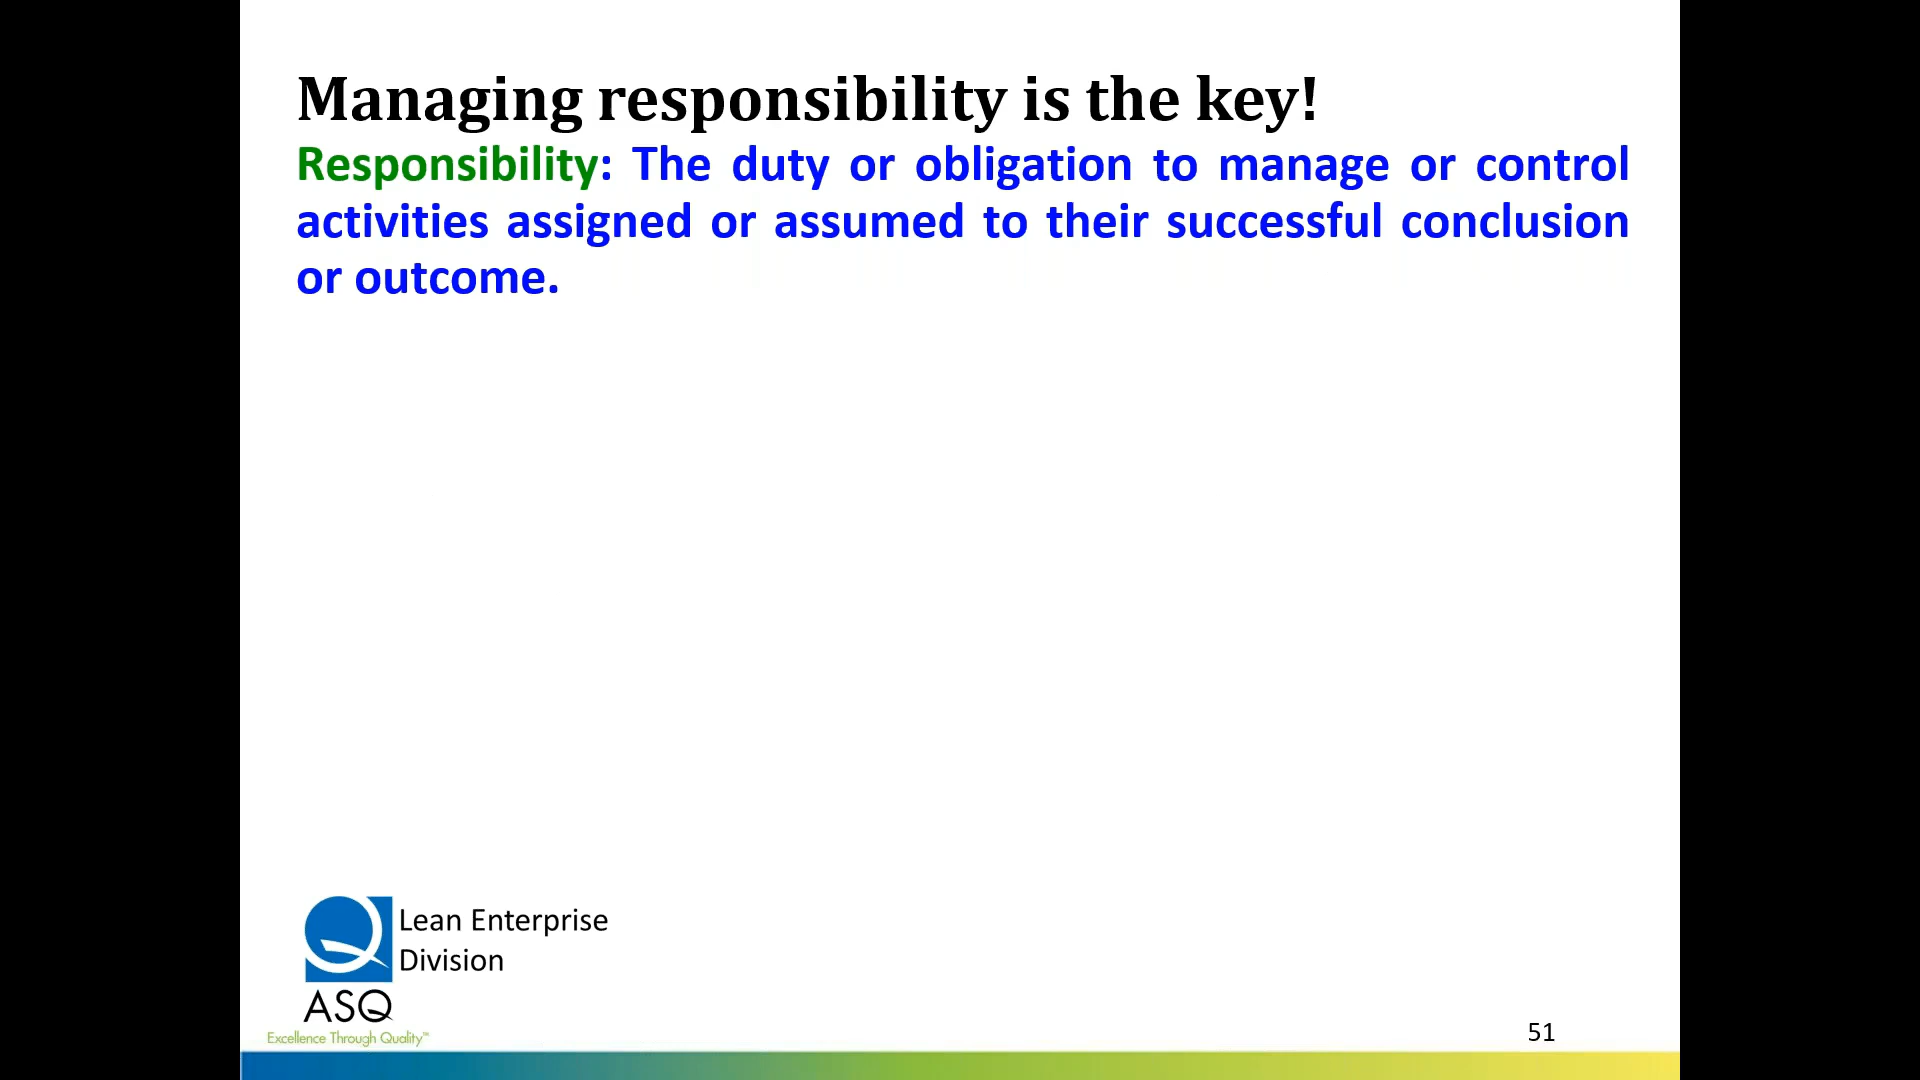 Managing responsibility is the key!
Responsibility: The duty or obligation to manage or control
activities assigned or assumed to their successful conclusion
or outcome.
Lean Enterprise
Division
ASQ
Excellence Through Quality™
51